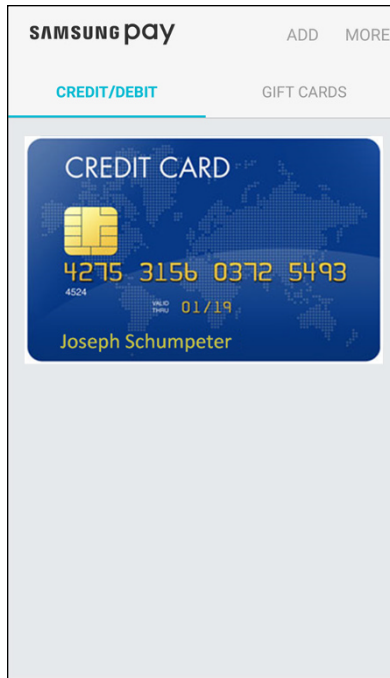 SAMSUNG pay ADD MORE
CREDIT/DEBIT GIFT CARDS
CREDIT CARD
4275 3156 0372 5493
4524
VALID THRU 01/19
Joseph Schumpeter